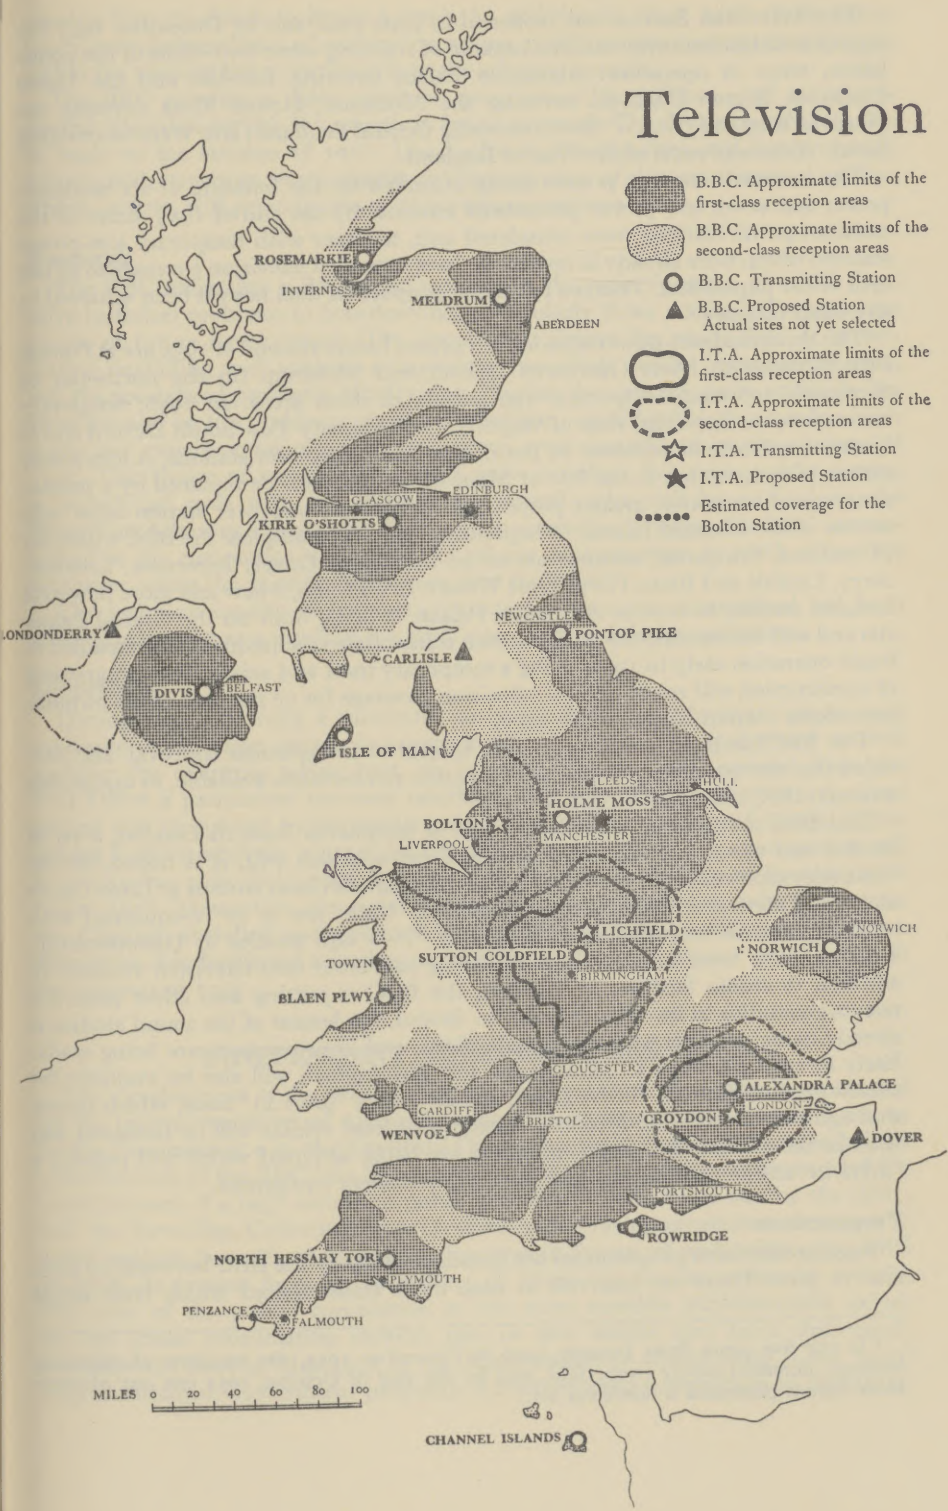 Television
B.B.C. Approximate limits of the
first-class reception areas
B.B.C. Approximate limits of the
second-class reception areas
B.B.C. Transmitting Station
B.B.C. Proposed Station
Actual sites not yet selected
I.T.A. Approximate limits of the
first-class reception areas
I.T.A. Approximate limits of the
second-class reception areas
I.T.A. Transmitting Station
I.T.A. Proposed Station
Estimated coverage for the
Bolton Station
ROSEMARKIE
INVERNESS
MELDRUM
ABERDEEN
GLASGOW
EDINBURGH
KIRK O'SHOTTS
NEWCASTLE
LONDONDERRY
PONTOP PIKE
CARLISLE
DIVIS
BELFAST
ISLE OF MAN
LEEDS
HULL
HOLME MOSS
BOLTON
MANCHESTER
LIVERPOOL
LICHFIELD
NORWICH
NORWICH
SUTTON COLDFIELD
TOWYN
BIRMINGHAM
BLAEN PLWY
GLOUCESTER
ALEXANDRA PALACE
LONDON
CARDIFF
BRISTOL
CROYDON
WENVOE
DOVER
PORTSMOUTH
ROWRIDGE
NORTH HESSARY TOR
PLYMOUTH
PENZANCE
FALMOUTH
MILES 0 20 40 60 80 100
CHANNEL ISLANDS